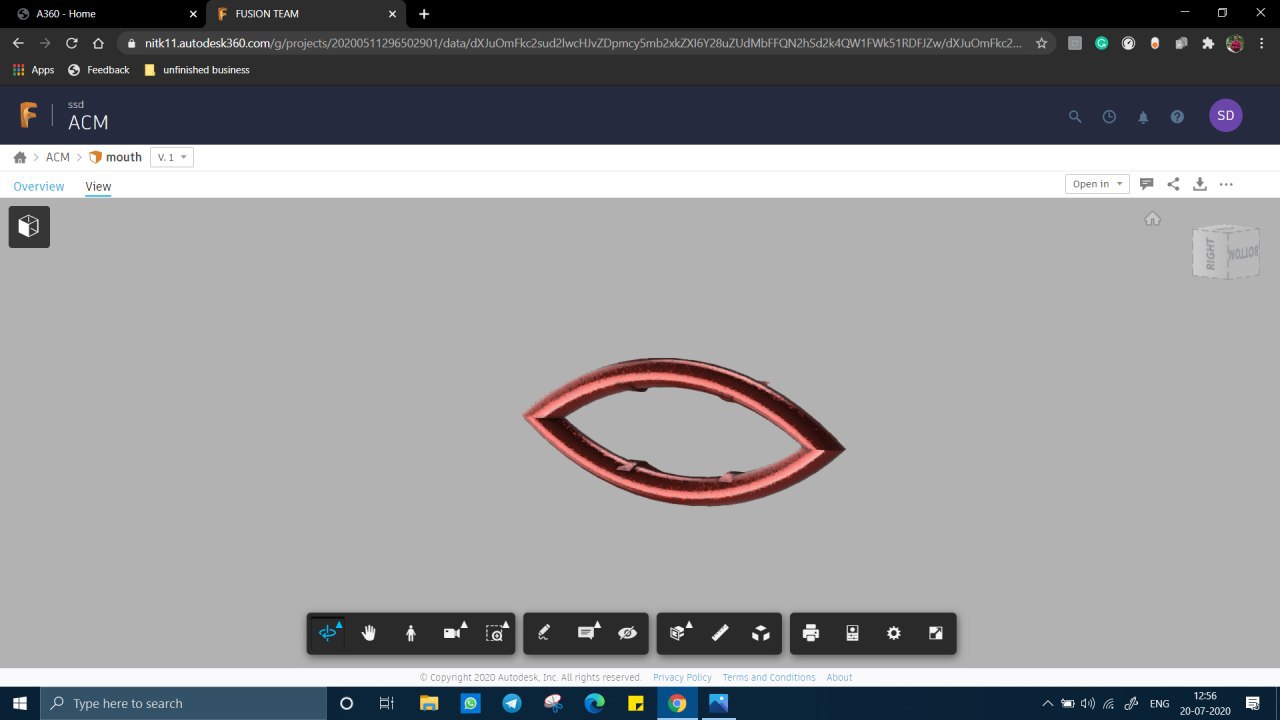 A360 - Home
FUSION TEAM
nitk11.autodesk360.com/g/projects/20200511296502901/data/dXJuOmFkc2sud2lwcHJvZDpmcy5mb2xkZXI6Y28uZUdMbFFQN2hSd2k4QW1FWk51RDFJZw/dXJuOmFkc2...
Apps
Feedback
unfinished business
ssd
ACM
SD
ACM
mouth
V. 1
Overview
View
Open in
RIGHT
BOTTOM
© Copyright 2020 Autodesk, Inc. All rights reserved. Privacy Policy Terms and Conditions About
Type here to search
ENG
12:56
20-07-2020